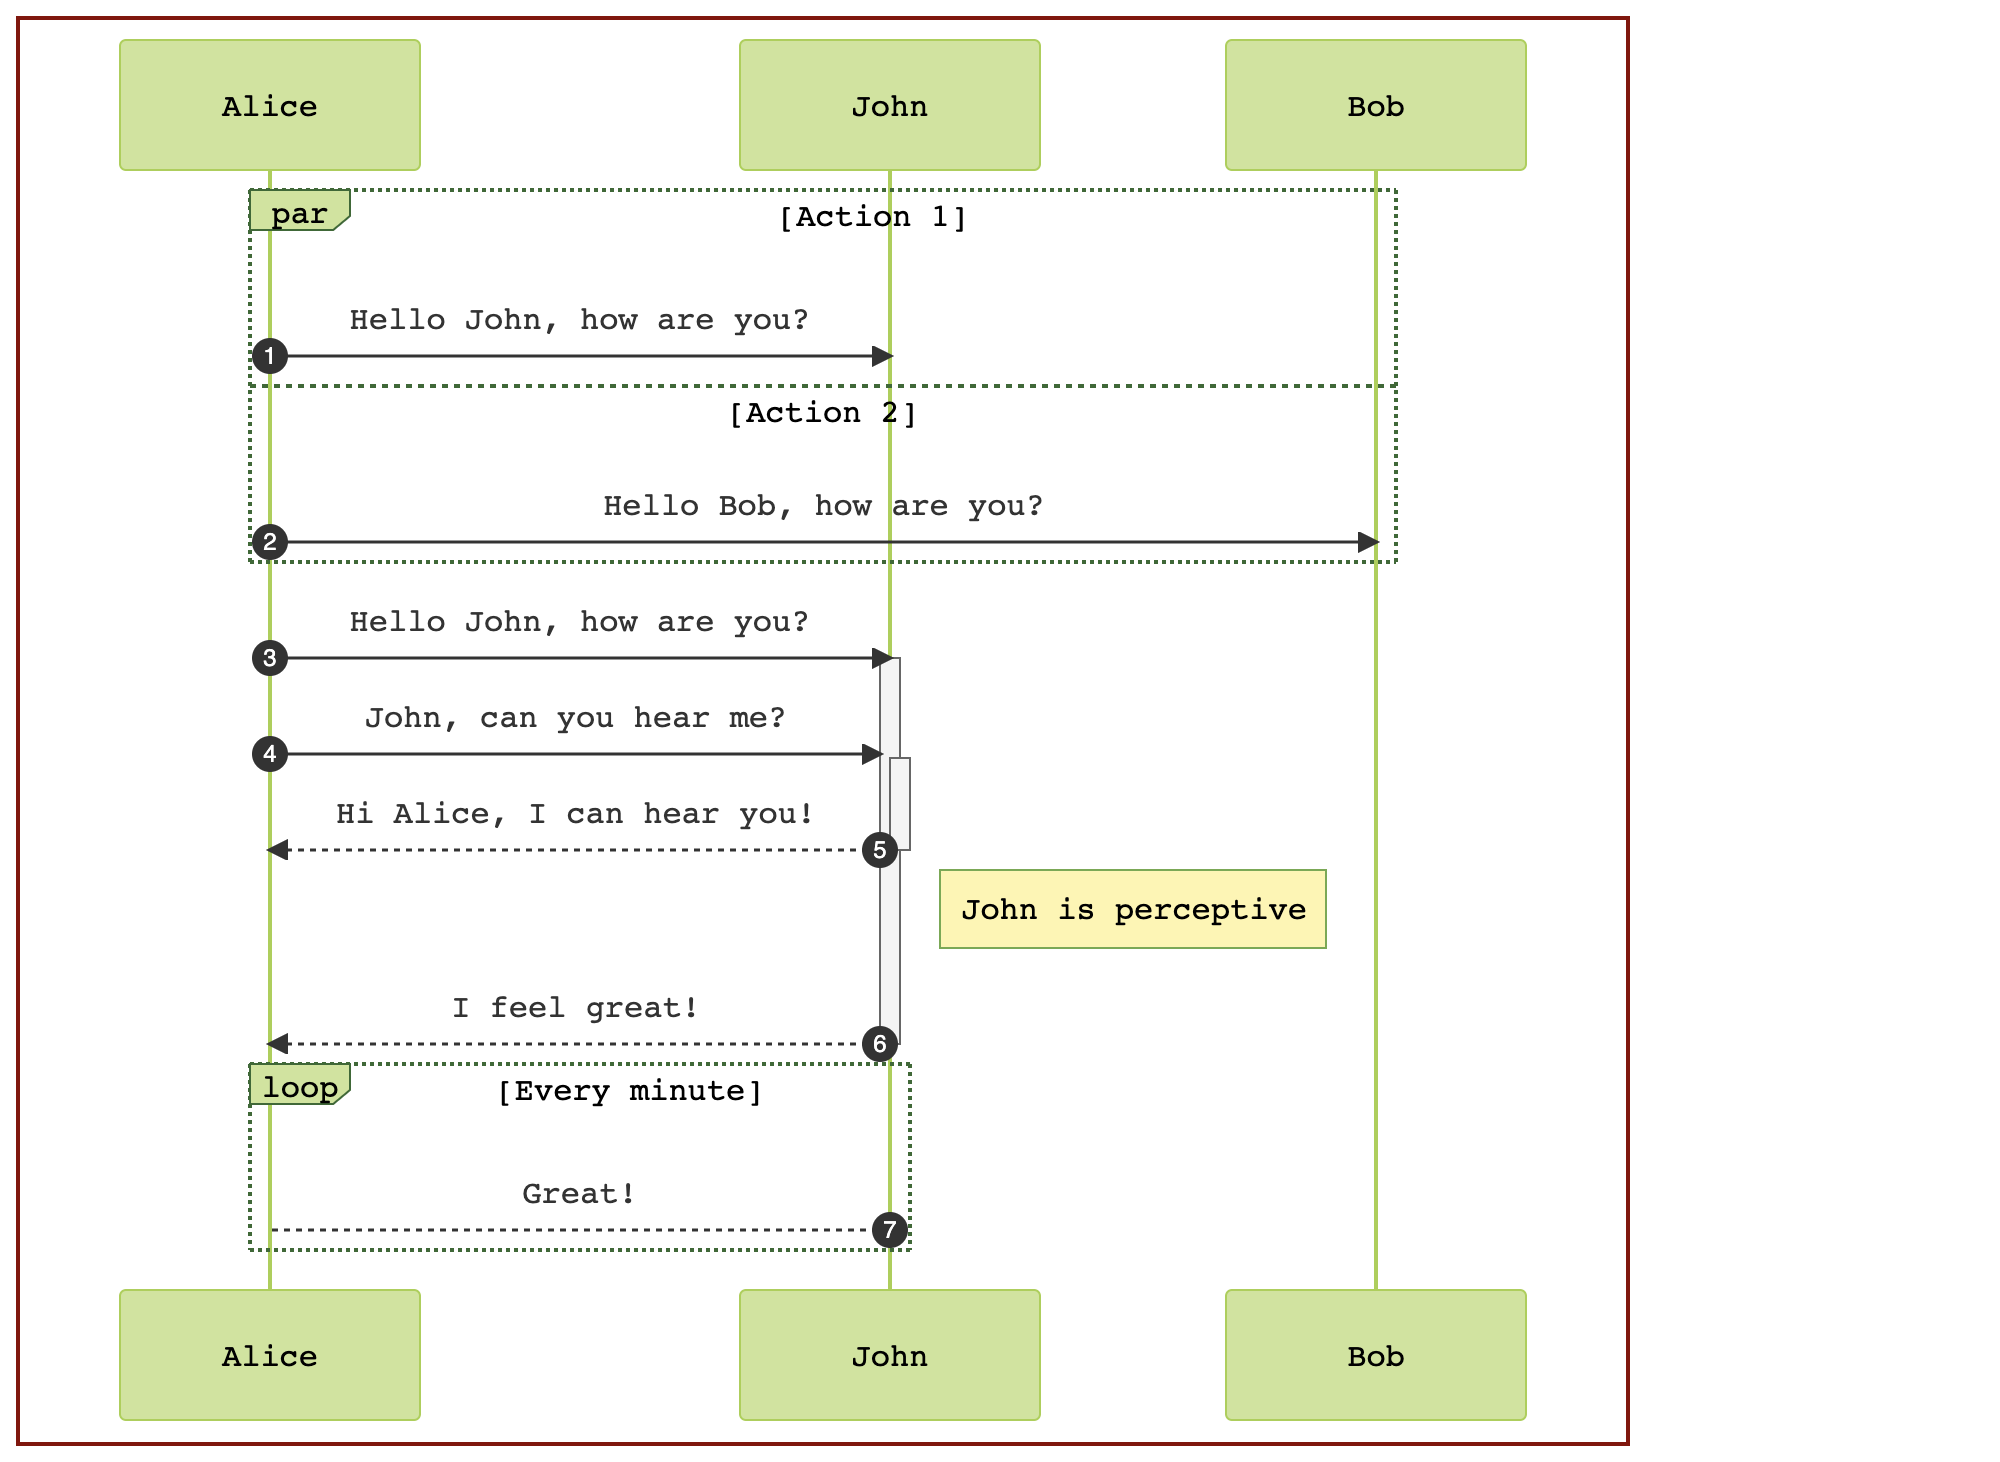 Alice
John
Bob
par
[Action 1]
Hello John, how are you?
1
[Action 2]
Hello Bob, how are you?
2
Hello John, how are you?
3
John, can you hear me?
4
Hi Alice, I can hear you!
5
John is perceptive
I feel great!
6
loop
[Every minute]
Great!
7
Alice
John
Bob